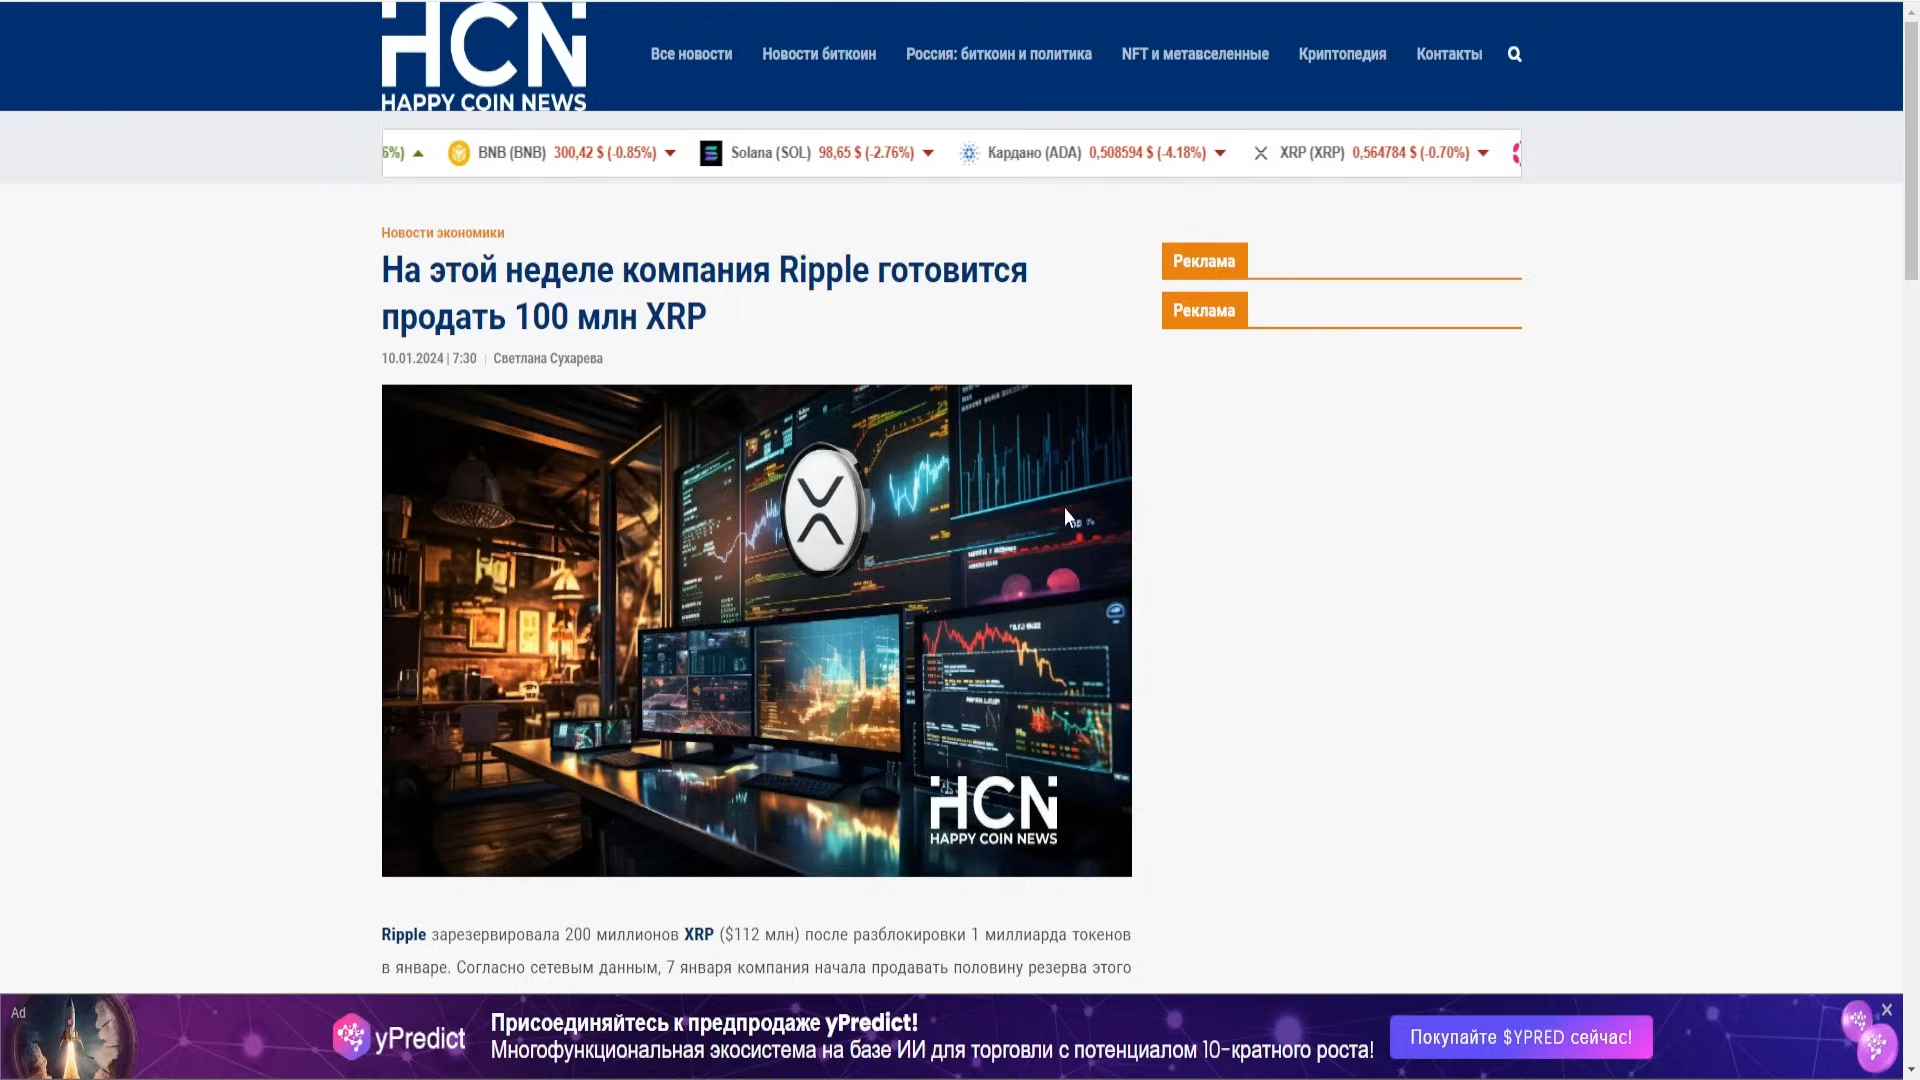 HCN
HAPPY COIN NEWS
Все новости Новости биткоин Россия: биткоин и политика NFT и метавселенные Криптопедия Контакты
6%) BNB (BNB) 300,42 $ (-0.85%) Solana (SOL) 98,65 $ (-2.76%) Кардано (ADA) 0,508594 $ (-4.18%) XRP (XRP) 0,564784 $ (-0.70%)
Новости экономики
На этой неделе компания Ripple готовится
продать 100 млн XRP
10.01.2024 | 7:30 | Светлана Сухарева
Реклама
Реклама
HCN
HAPPY COIN NEWS
Ripple зарезервировала 200 миллионов XRP ($112 млн) после разблокировки 1 миллиарда токенов
в январе. Согласно сетевым данным, 7 января компания начала продавать половину резерва этого
Ad
yPredict
Присоединяйтесь к предпродаже yPredict!
Многофункциональная экосистема на базе ИИ для торговли с потенциалом 10-кратного роста!
Покупайте $YPRED сейчас!